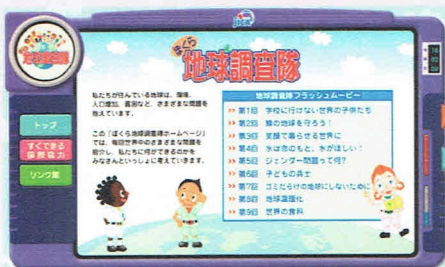 JICA
ぼくら
地球調査隊
私たちが住んでいる地球は、環境、
人口増加、貧困など、さまざまな問題を
抱えています。
この「ぼくら地球調査隊ホームページ」
では、毎回世界中のさまざまな問題を
紹介し、私たちに何ができるのかを
みなさんといっしょに考えていきます。
トップ
すぐできる
国際協力
リンク集
地球調査隊フラッシュムービー
>> 第1回 学校に行けない世界の子供たち
>> 第2回 緑の地球を守ろう！
>> 第3回 笑顔で暮らせる世界に
>> 第4回 水は命のもと、水がほしい！
>> 第5回 ジェンダー問題って何？
>> 第6回 子どもの兵士
>> 第7回 ゴミだらけの地球にしないために
>> 第8回 地球温暖化
>> 第9回 世界の食料